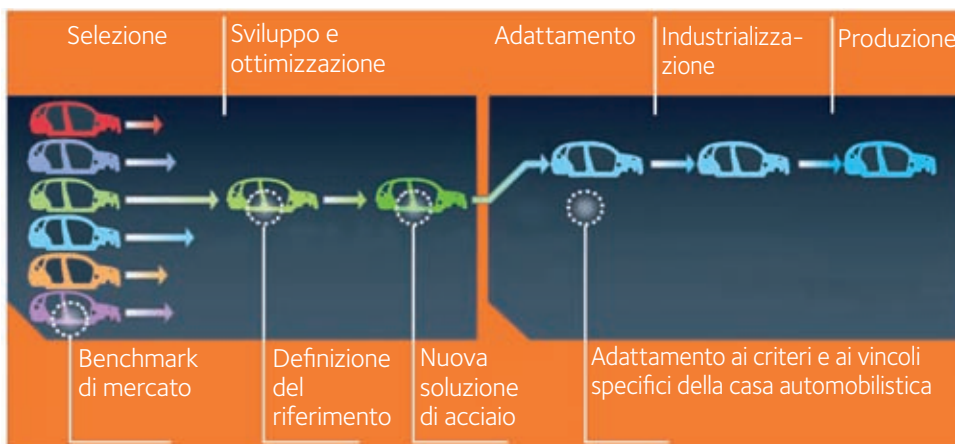 Selezione
Sviluppo e
ottimizzazione
Adattamento
Industrializza-
zione
Produzione
Benchmark
di mercato
Definizione
del
riferimento
Nuova
soluzione
di acciaio
Adattamento ai criteri e ai vincoli
specifici della casa automobilistica